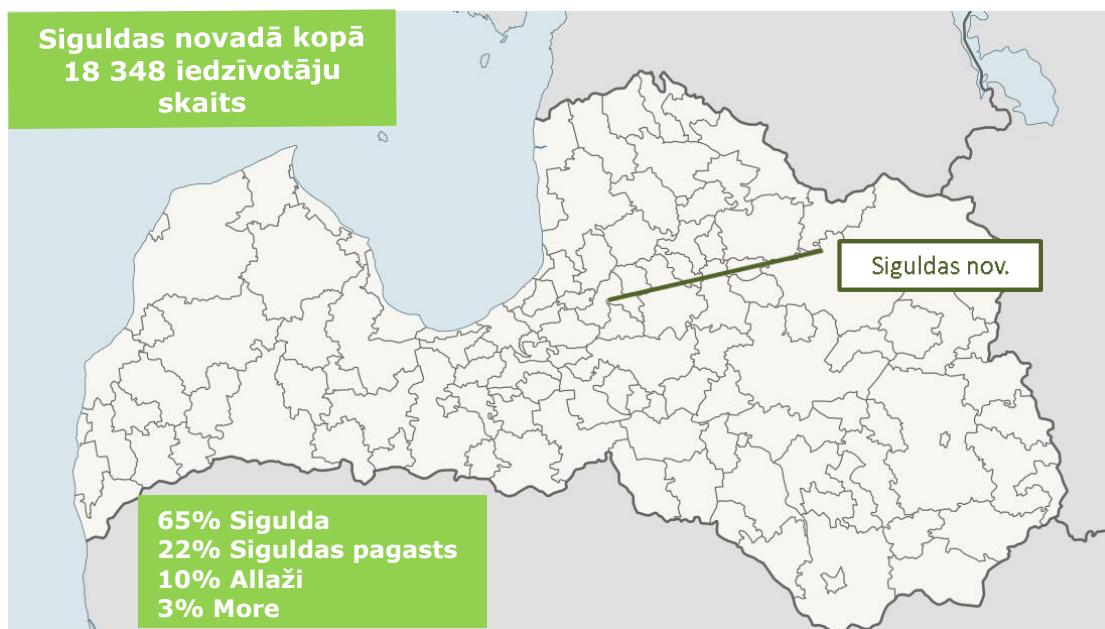 Siguldas novadā kopā
18 348 iedzīvotāju
skaits
Siguldas nov.
65% Sigulda
22% Siguldas pagasts
10% Allaži
3% More